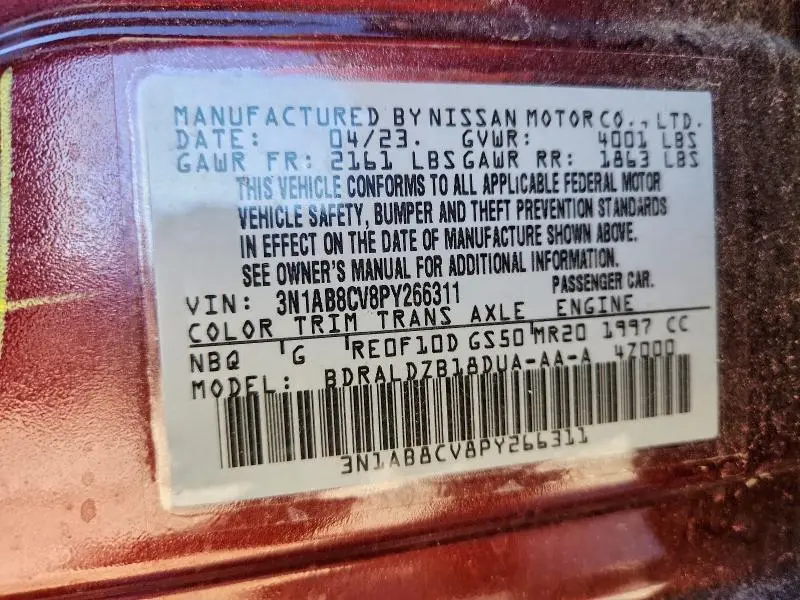 MANUFACTURED BY NISSAN MOTOR CO., LTD.
DATE: 04/23. GVWR: 4001 LBS
GAWR FR: 2161 LBS GAWR RR: 1863 LBS
THIS VEHICLE CONFORMS TO ALL APPLICABLE FEDERAL MOTOR
VEHICLE SAFETY, BUMPER AND THEFT PREVENTION STANDARDS
IN EFFECT ON THE DATE OF MANUFACTURE SHOWN ABOVE.
SEE OWNER'S MANUAL FOR ADDITIONAL INFORMATION.
VIN: 3N1AB8CV8PY266311 PASSENGER CAR.
COLOR TRIM TRANS AXLE ENGINE
NBQ G RE0F10D GS50 MR20 1997 CC
MODEL: BDRALDZB18DUA-AA-A 4Z000
3N1AB8CV8PY266311